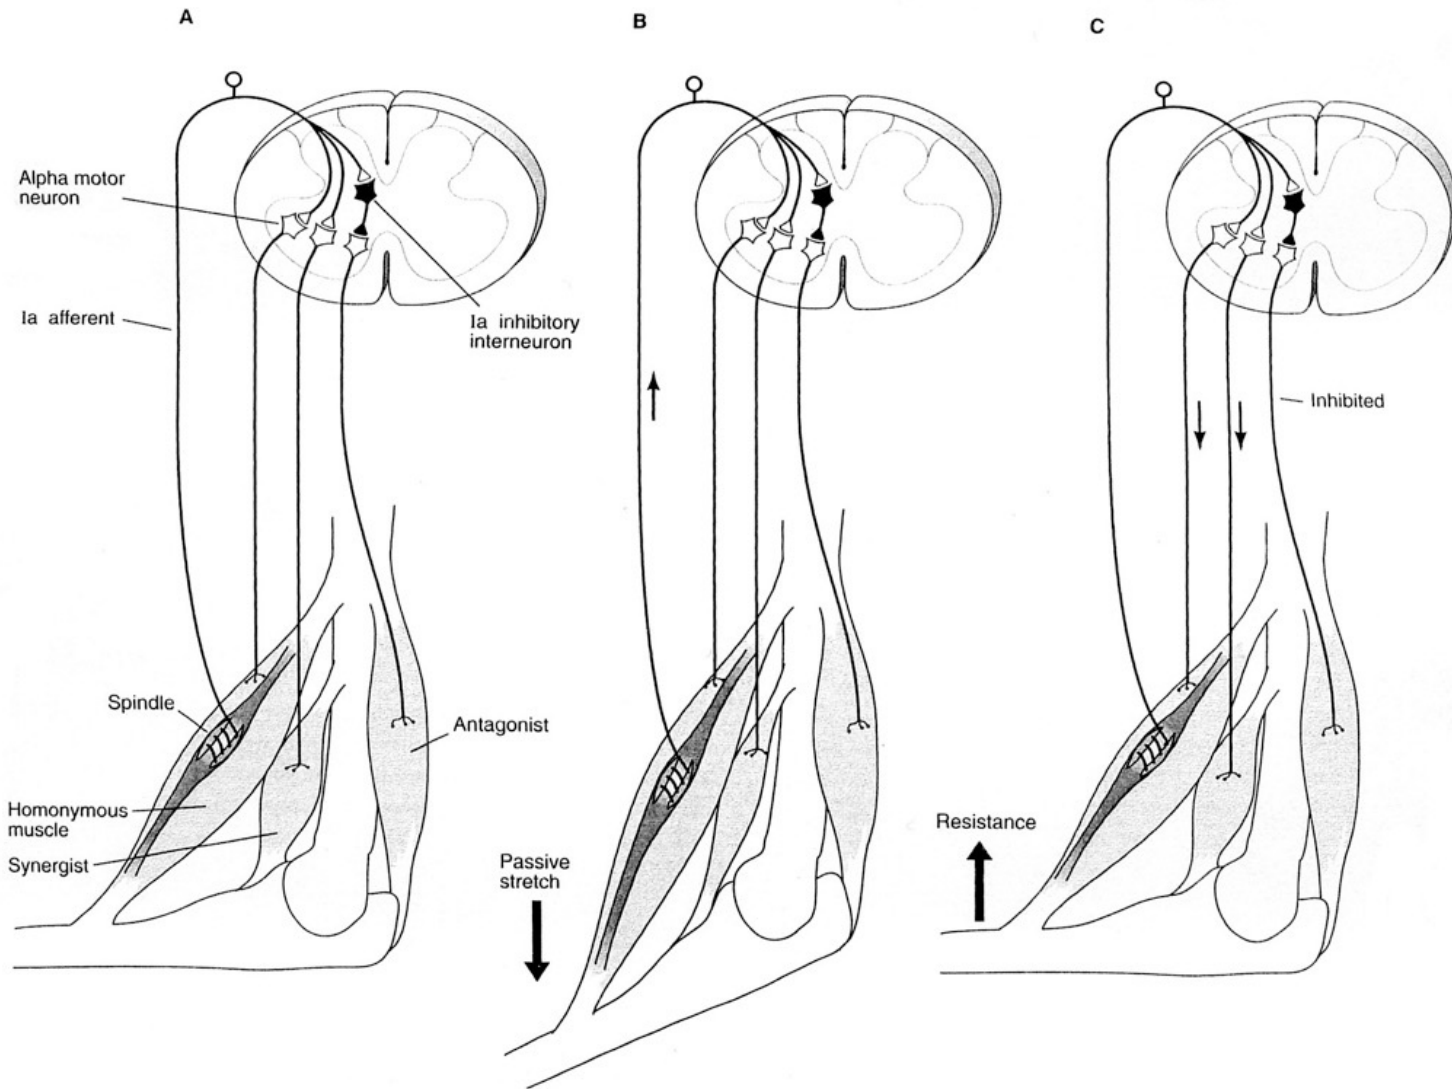 A
B
C
Alpha motor
neuron
Ia afferent
Ia inhibitory
interneuron
Inhibited
Spindle
Antagonist
Homonymous
muscle
Synergist
Passive
stretch
Resistance